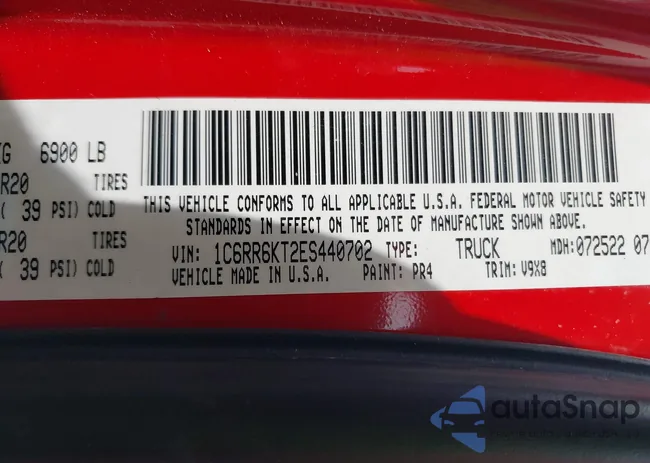 KG 6900 LB
R20 TIRES
( 39 PSI) COLD
R20 TIRES
( 39 PSI) COLD
THIS VEHICLE CONFORMS TO ALL APPLICABLE U.S.A. FEDERAL MOTOR VEHICLE SAFETY
STANDARDS IN EFFECT ON THE DATE OF MANUFACTURE SHOWN ABOVE.
VIN: 1C6RR6KT2ES440702 TYPE: TRUCK MDH: 072522 07
VEHICLE MADE IN U.S.A. PAINT: PR4 TRIM: V9X8
autoSnap